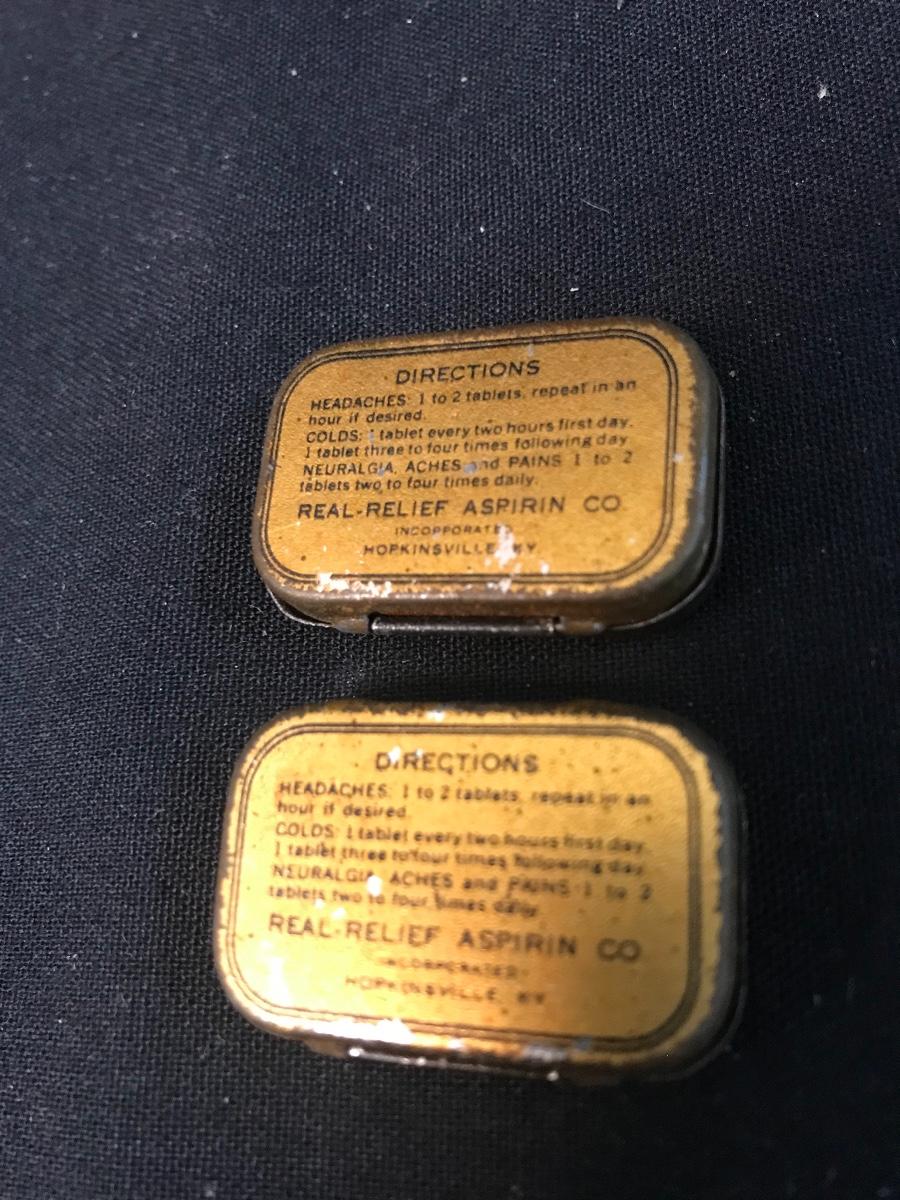 DIRECTIONS
HEADACHES: 1 to 2 tablets, repeat in an
hour if desired.
COLDS: 1 tablet every two hours first day.
1 tablet three to four times following day
NEURALGIA, ACHES and PAINS 1 to 2
tablets two to four times daily.
REAL-RELIEF ASPIRIN CO
INCORPORATED
HOPKINSVILLE, KY.
DIRECTIONS
HEADACHES: 1 to 2 tablets, repeat in an
hour if desired.
COLDS: 1 tablet every two hours first day.
1 tablet three to four times following day
NEURALGIA, ACHES and PAINS 1 to 2
tablets two to four times daily.
REAL-RELIEF ASPIRIN CO
INCORPORATED
HOPKINSVILLE, KY.